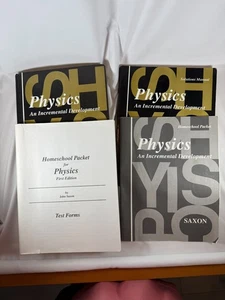 Physics
An Incremental Development
Solutions Manual
Physics
An Incremental Development
Homeschool Packet
for
Physics
First Edition
by
John Saxon
Test Forms
Homeschool Packet
Physics
An Incremental Development
SAXON